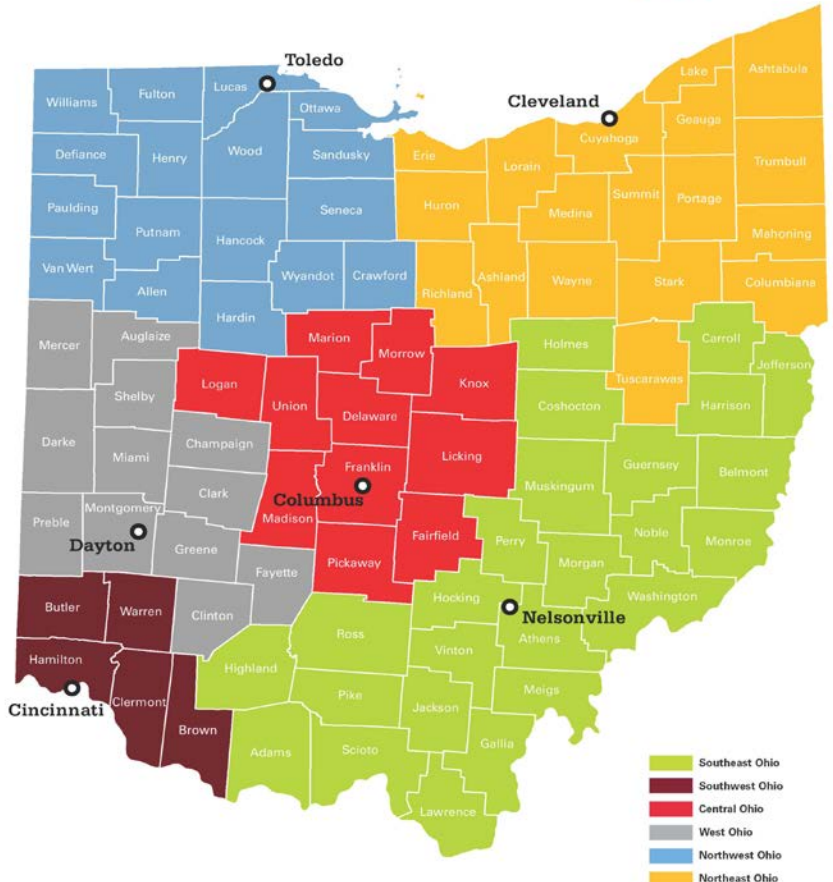 Toledo
Cleveland
Lake
Ashtabula
Williams
Fulton
Lucas
Ottawa
Geauga
Cuyahoga
Defiance
Henry
Wood
Sandusky
Erie
Lorain
Trumbull
Paulding
Putnam
Hancock
Seneca
Huron
Medina
Summit
Portage
Mahoning
Van Wert
Allen
Wyandot
Crawford
Richland
Ashland
Wayne
Stark
Columbiana
Hardin
Mercer
Auglaize
Marion
Morrow
Holmes
Carroll
Jefferson
Logan
Shelby
Union
Delaware
Knox
Coshocton
Tuscarawas
Harrison
Darke
Miami
Champaign
Franklin
Licking
Muskingum
Guernsey
Belmont
Clark
Columbus
Madison
Preble
Montgomery
Dayton
Greene
Fayette
Pickaway
Fairfield
Perry
Morgan
Noble
Monroe
Butler
Warren
Clinton
Hocking
Washington
Nelsonville
Athens
Hamilton
Cincinnati
Clermont
Brown
Highland
Ross
Vinton
Pike
Jackson
Meigs
Adams
Scioto
Gallia
Lawrence
Southeast Ohio
Southwest Ohio
Central Ohio
West Ohio
Northwest Ohio
Northeast Ohio